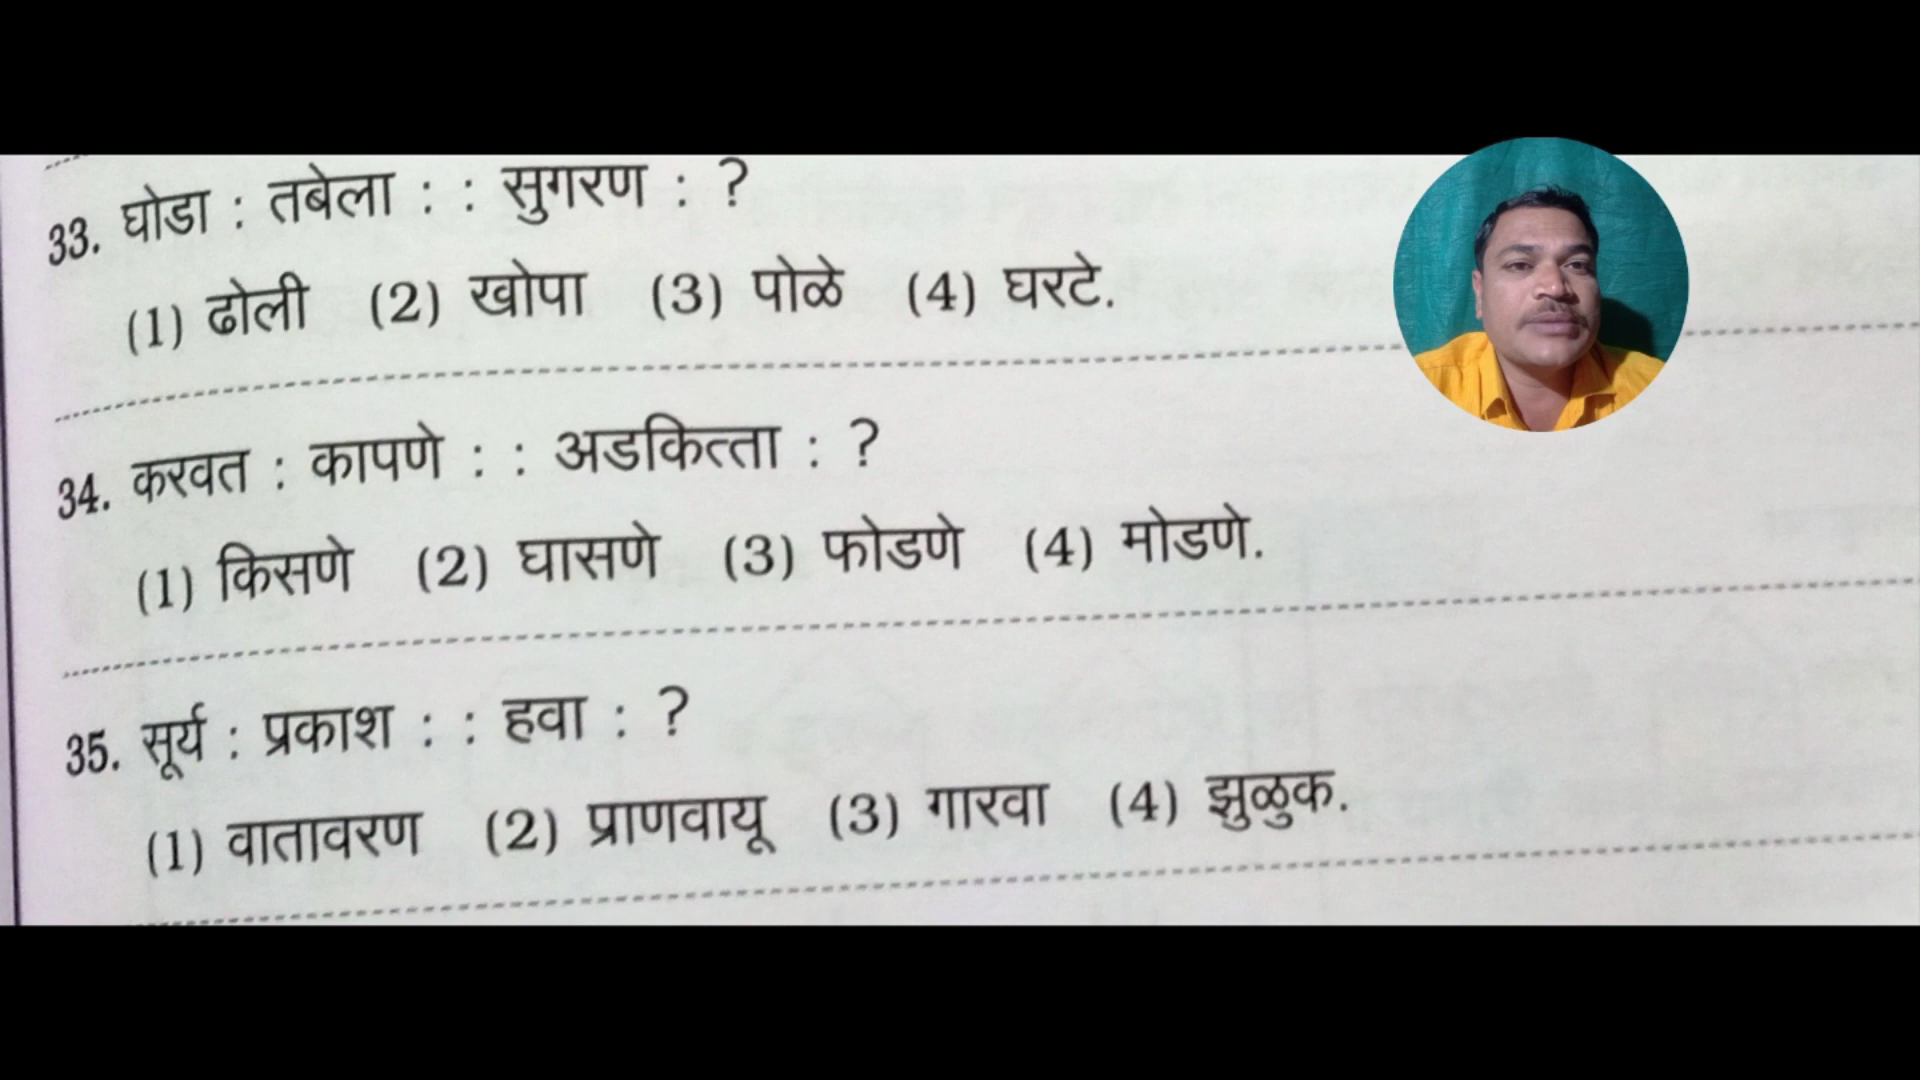 33. घोडा : तबेला : : सुगरण : ?
(1) ढोली (2) खोपा (3) पोळे (4) घरटे.
34. करवत : कापणे : : अडकित्ता : ?
(1) किसणे (2) घासणे (3) फोडणे (4) मोडणे.
35. सूर्य : प्रकाश : : हवा : ?
(1) वातावरण (2) प्राणवायू (3) गारवा (4) झुळुक.